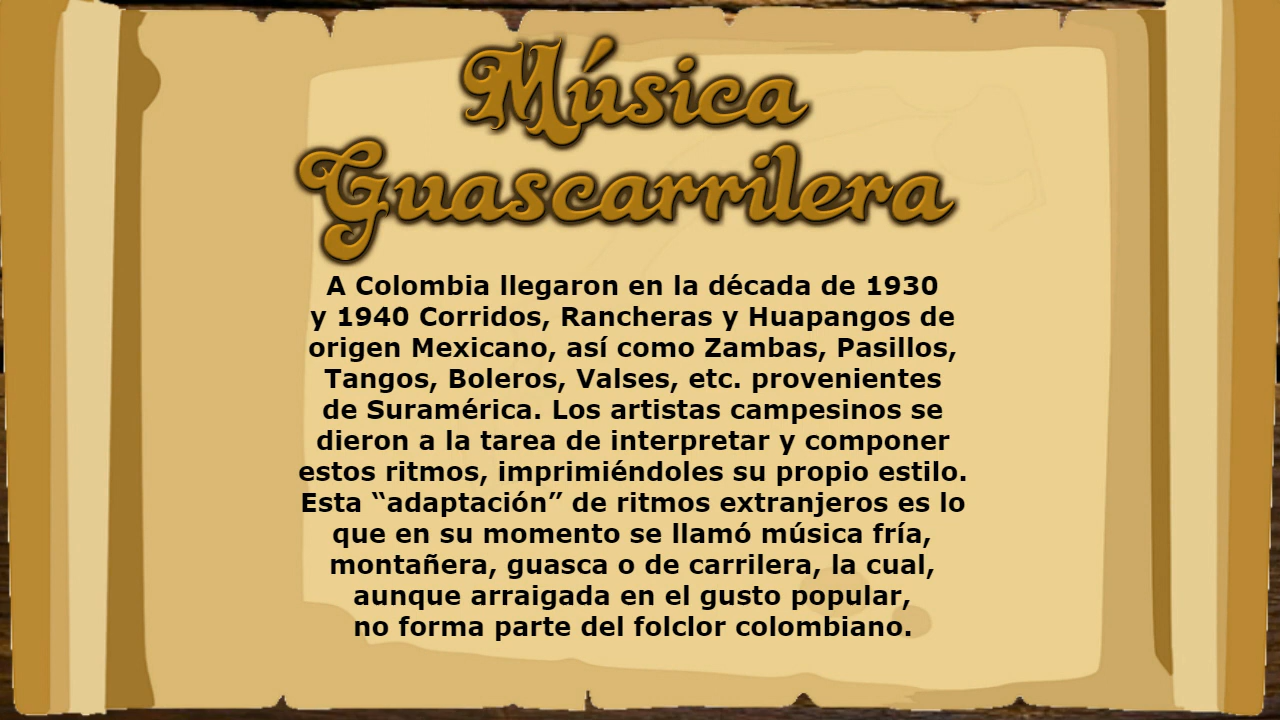 Música
Guascarrilera
A Colombia llegaron en la década de 1930
y 1940 Corridos, Rancheras y Huapangos de
origen Mexicano, así como Zambas, Pasillos,
Tangos, Boleros, Valses, etc. provenientes
de Suramérica. Los artistas campesinos se
dieron a la tarea de interpretar y componer
estos ritmos, imprimiéndoles su propio estilo.
Esta “adaptación” de ritmos extranjeros es lo
que en su momento se llamó música fría,
montañera, guasca o de carrilera, la cual,
aunque arraigada en el gusto popular,
no forma parte del folclor colombiano.